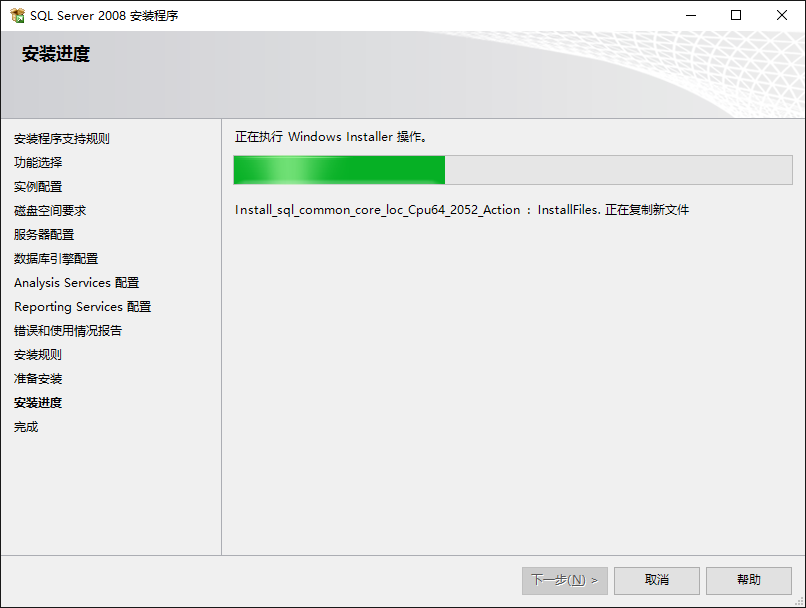 SQL Server 2008 安装程序
安装进度
安装程序支持规则
功能选择
实例配置
磁盘空间要求
服务器配置
数据库引擎配置
Analysis Services 配置
Reporting Services 配置
错误和使用情况报告
安装规则
准备安装
安装进度
完成
正在执行 Windows Installer 操作。
Install_sql_common_core_loc_Cpu64_2052_Action : InstallFiles. 正在复制新文件
下一步(N) >
取消
帮助